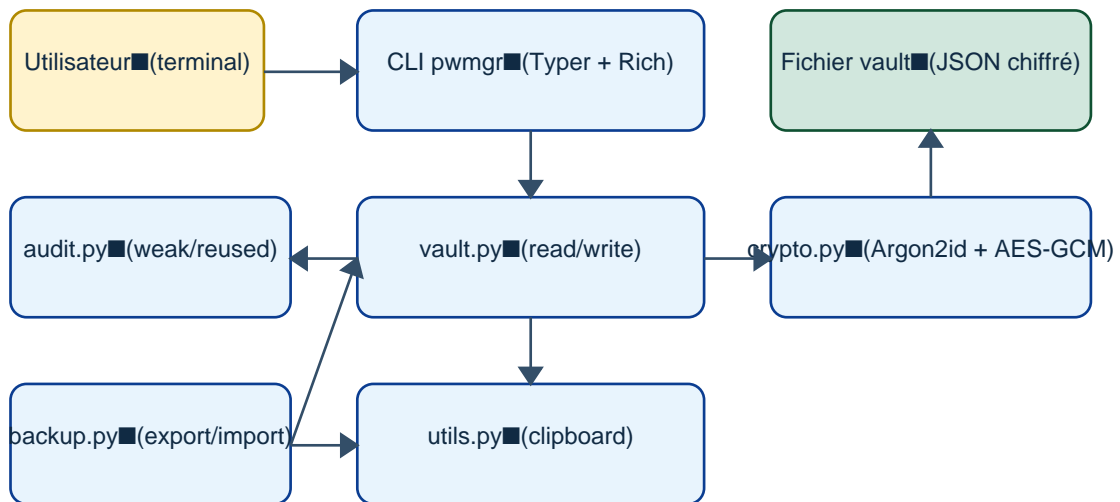 Utilisateur■(terminal)
CLI pwmgr■(Typer + Rich)
Fichier vault■(JSON chiffré)
audit.py■(weak/reused)
vault.py■(read/write)
crypto.py■(Argon2id + AES-GCM)
backup.py■(export/import)
utils.py■(clipboard)